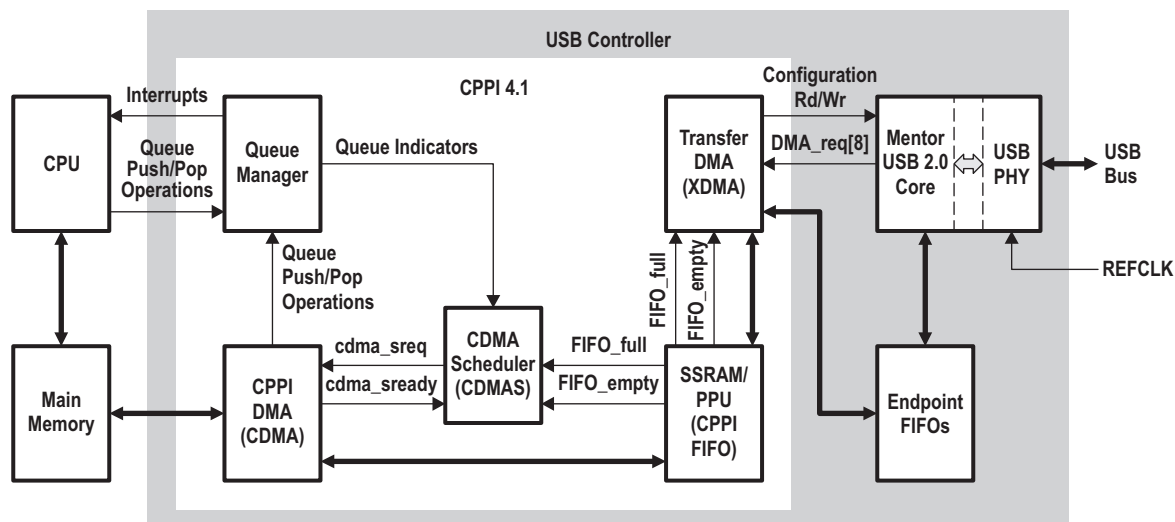 USB Controller
CPPI 4.1
Configuration
Rd/Wr
Interrupts
CPU
Queue
Push/Pop
Operations
Queue
Manager
Queue Indicators
Transfer
DMA
(XDMA)
DMA_req[8]
Mentor
USB 2.0
Core
USB
PHY
USB
Bus
REFCLK
Queue
Push/Pop
Operations
FIFO_full
FIFO_empty
Main
Memory
CPPI
DMA
(CDMA)
cdma_sreq
cdma_sready
CDMA
Scheduler
(CDMAS)
FIFO_full
FIFO_empty
SSRAM/
PPU
(CPPI
FIFO)
Endpoint
FIFOs